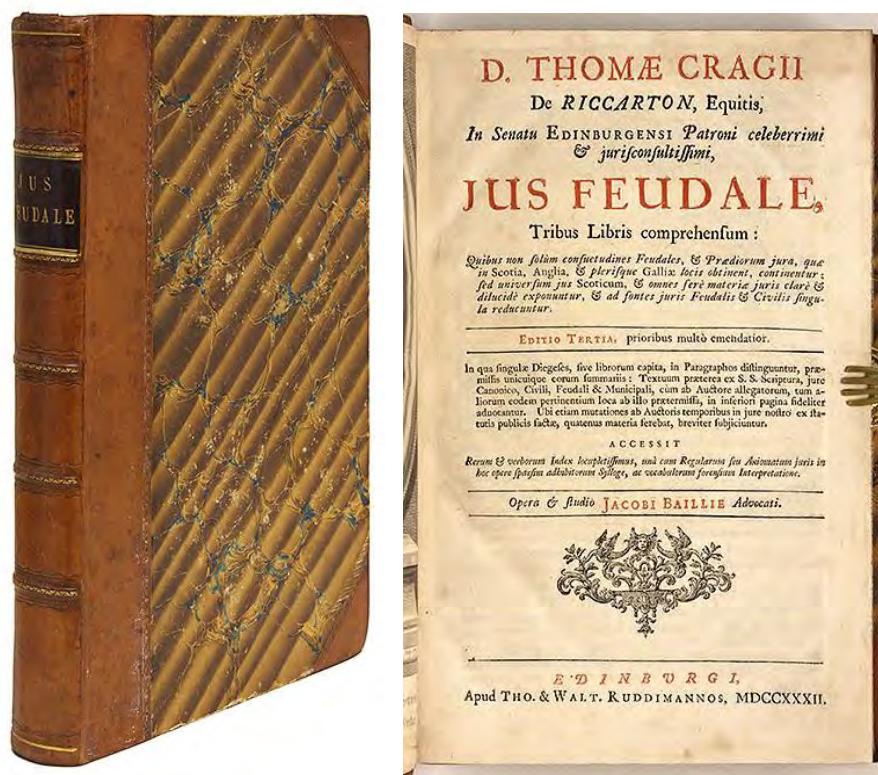 JUS
FEUDALE
D. THOMÆ CRAGII
De RICCARTON, Equitis,
In Senatu EDINBURGENSI Patroni celeberrimi
& juriſconſultiſſimi,
JUS FEUDALE,
Tribus Libris comprehenſum :
Quibus non ſolùm conſuetudines Feudales, & Prædiorum jura, quæ
in Scotia, Anglia, & pleriſque Galliæ locis obtinent, continentur ;
ſed univerſum jus Scoticum, & omnes ferè materiæ juris clarè &
dilucidè exponuntur, & ad fontes juris Feudalis & Civilis ſingu-
la reducuntur.
EDITIO TERTIA, prioribus multò emendatior.
In qua ſingulæ Diegeſes, ſive librorum capita, in Paragraphos diſtinguuntur, præ-
miſſis unicuique eorum ſummariis : Textuum præterea ex S. S. Scriptura, jure
Canonico, Civili, Feudali & Municipali, cùm ab Auctore allegatorum, tum a-
liorum eodem pertinentium loca ab illo prætermiſſa, in inferiori pagina fideliter
adnotantur. Ubi etiam mutationes ab Auctoris temporibus in jure noſtro ex ſta-
tutis publicis factæ, quatenus materia ferebat, breviter ſubjiciuntur.
ACCESSIT
Rerum & verborum Index locupletiſſimus, unà cum Regularum ſeu Axiomatum juris in
hoc opere ſparſim adhibitorum Sylloge, ac vocabulorum forenſium Interpretatione.
Opera & ſtudio JACOBI BAILLIE Advocati.
EDINBVRGI,
Apud THO. & WALT. RUDDIMANNOS, MDCCXXXII.